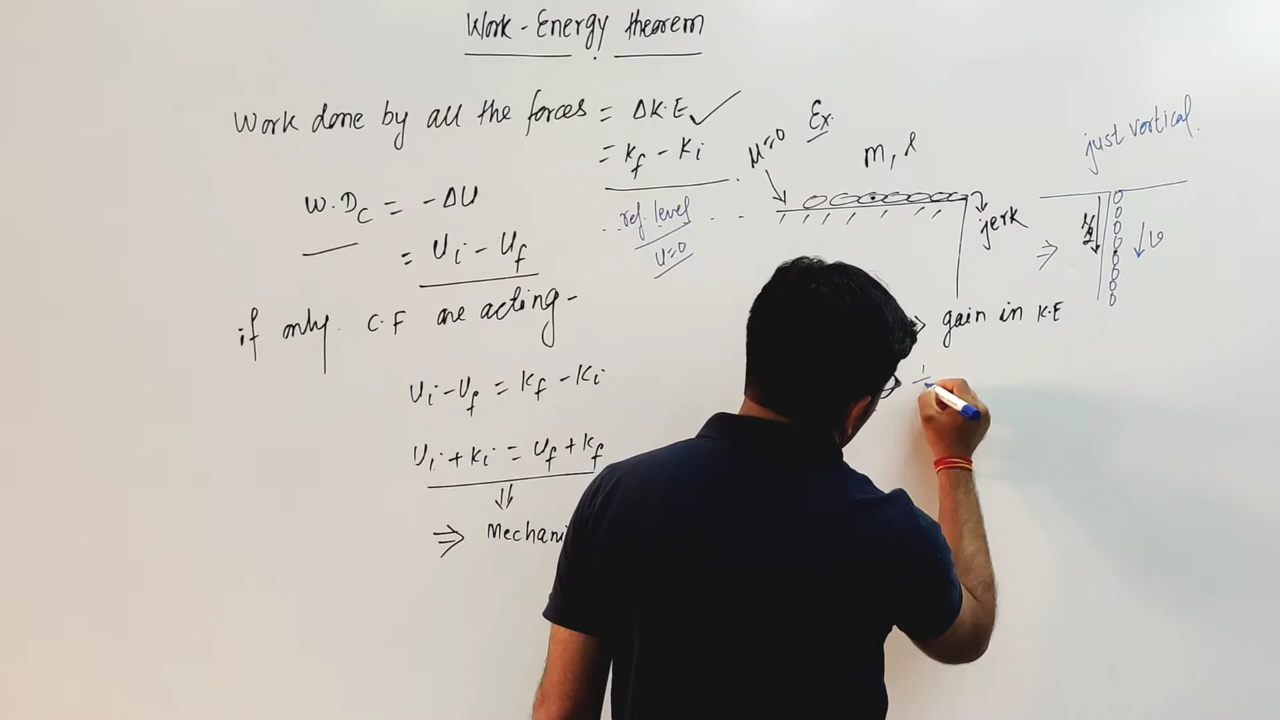 Work-Energy theorem
Work done by all the forces = ΔK.E ✓
= Kf - Ki
W.Dc = -ΔU
= Ui - Uf
if only C.F are acting-
Ui - Uf = Kf - Ki
Ui + Ki = Uf + Kf
⇓
⇒ Mechani
ref. level
U=0
μ=0
Ex.
m, l
jerk
⇒
just vertical.
l/2
↓ v
⇒ gain in K.E
1